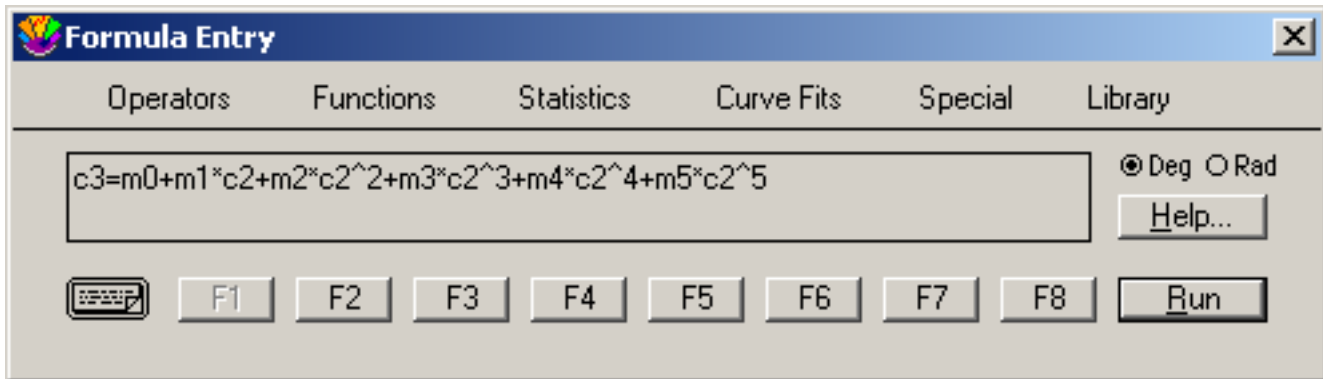 Formula Entry
Operators Functions Statistics Curve Fits Special Library
c3=m0+m1*c2+m2*c2^2+m3*c2^3+m4*c2^4+m5*c2^5
Deg Rad
Help...
F1 F2 F3 F4 F5 F6 F7 F8 Run